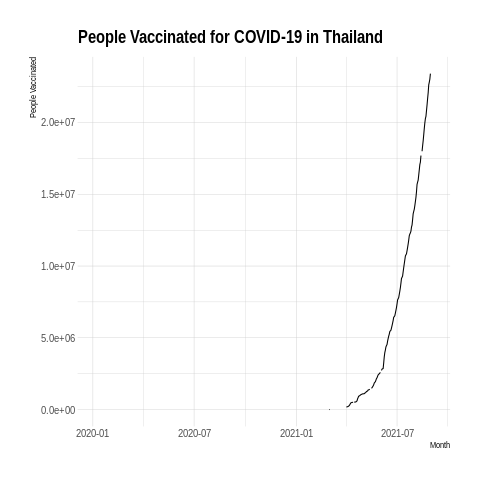 People Vaccinated for COVID-19 in Thailand
People Vaccinated
2.0e+07
1.5e+07
1.0e+07
5.0e+06
0.0e+00
2020-01 2020-07 2021-01 2021-07
Month